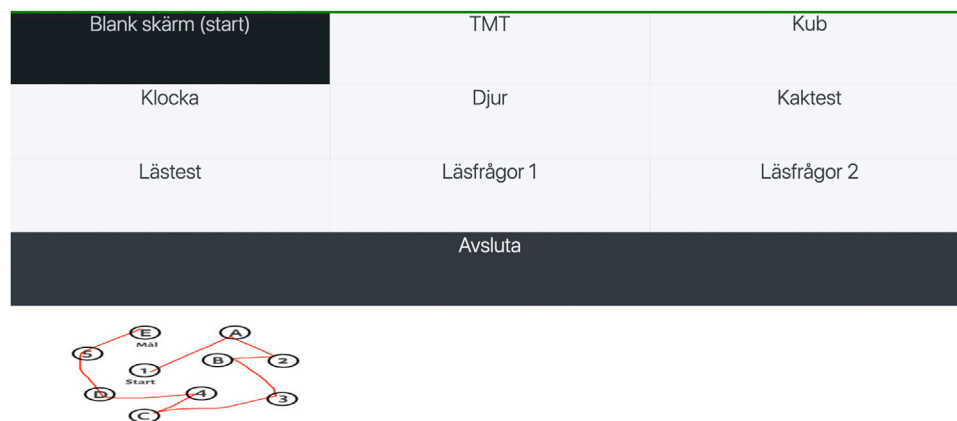 Blank skärm (start) TMT Kub
Klocka Djur Kaktest
Lästest Läsfrågor 1 Läsfrågor 2
Avsluta
E A
Mål
5 B 2
1
Start
D 4 3
C